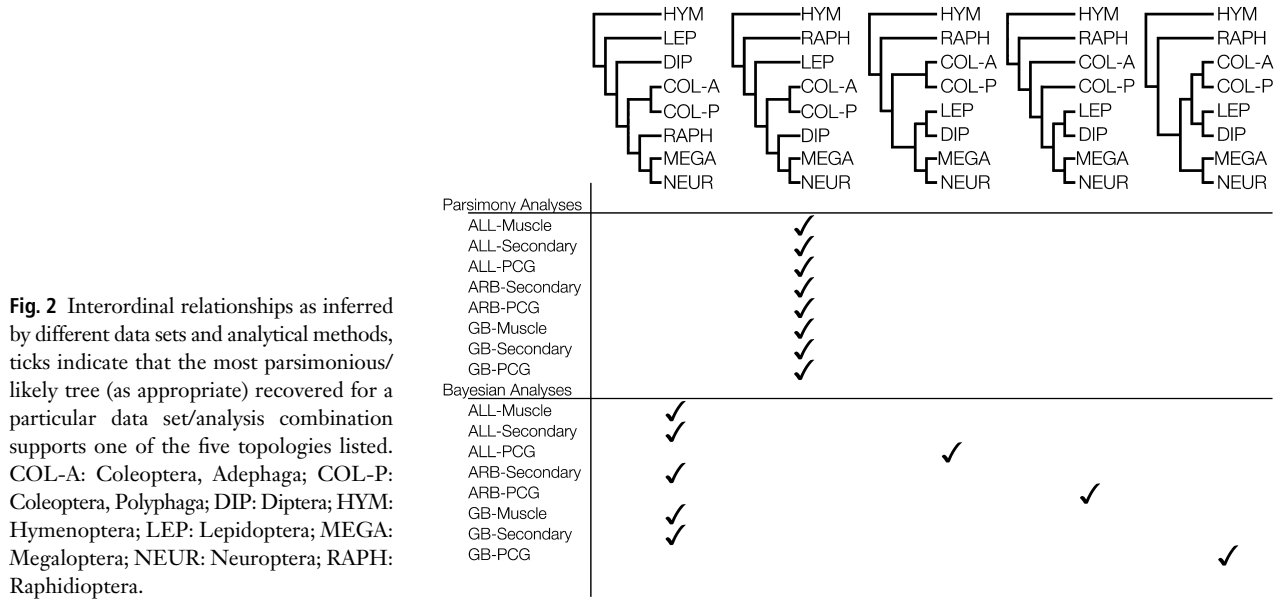 HYM HYM HYM HYM HYM
LEP RAPH RAPH RAPH RAPH
DIP LEP COL-A COL-A COL-A
COL-A COL-A COL-P COL-P COL-P
COL-P COL-P LEP LEP LEP
RAPH DIP DIP DIP DIP
MEGA MEGA MEGA MEGA MEGA
NEUR NEUR NEUR NEUR NEUR
Parsimony Analyses
ALL-Muscle
ALL-Secondary
ALL-PCG
ARB-Secondary
ARB-PCG
GB-Muscle
GB-Secondary
GB-PCG
Bayesian Analyses
ALL-Muscle
ALL-Secondary
ALL-PCG
ARB-Secondary
ARB-PCG
GB-Muscle
GB-Secondary
GB-PCG
Fig. 2 Interordinal relationships as inferred
by different data sets and analytical methods,
ticks indicate that the most parsimonious/
likely tree (as appropriate) recovered for a
particular data set/analysis combination
supports one of the five topologies listed.
COL-A: Coleoptera, Adephaga; COL-P:
Coleoptera, Polyphaga; DIP: Diptera; HYM:
Hymenoptera; LEP: Lepidoptera; MEGA:
Megaloptera; NEUR: Neuroptera; RAPH:
Raphidioptera.